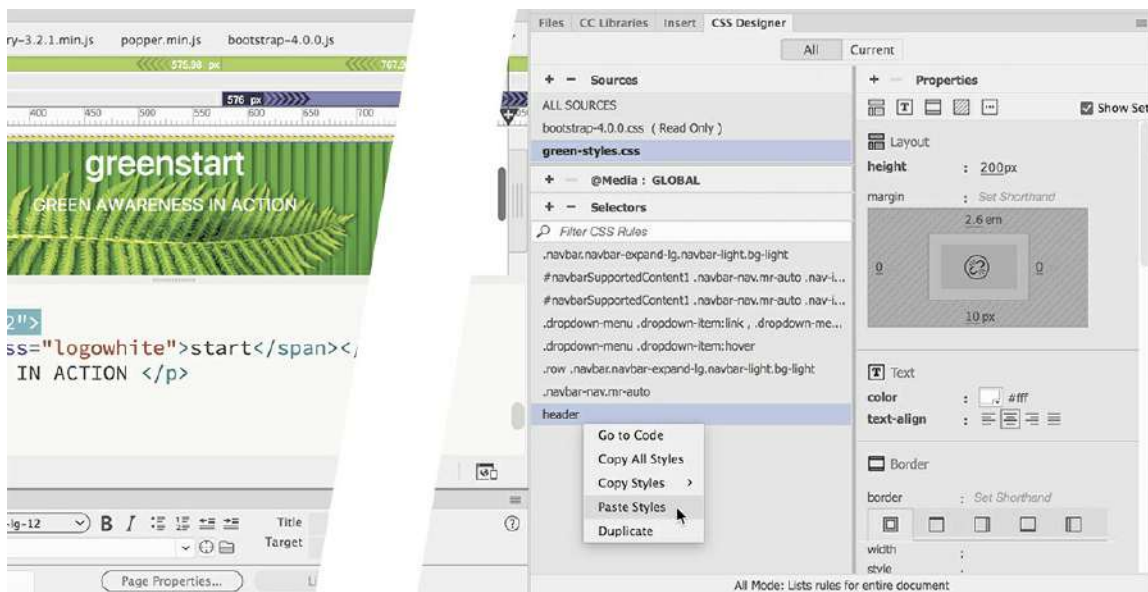 ry-3.2.1.min.js popper.min.js bootstrap-4.0.0.js
575.98 px
576 px
400 450 500 550 600 650 700
greenstart
GREEN AWARENESS IN ACTION
2">
ss="logowhite">start</span></
IN ACTION </p>
-lg-12
B I
Title
Target
Page Properties...
Files CC Libraries Insert CSS Designer
All Current
+ - Sources
ALL SOURCES
bootstrap-4.0.0.css ( Read Only )
green-styles.css
+ - @Media : GLOBAL
+ - Selectors
Filter CSS Rules
.navbar.navbar-expand-lg.navbar-light.bg-light
#navbarSupportedContent1 .navbar-nav.mr-auto .nav-i...
#navbarSupportedContent1 .navbar-nav.mr-auto .nav-i...
.dropdown-menu .dropdown-item:link , .dropdown-me...
.dropdown-menu .dropdown-item:hover
.row .navbar.navbar-expand-lg.navbar-light.bg-light
.navbar-nav.mr-auto
header
Go to Code
Copy All Styles
Copy Styles >
Paste Styles
Duplicate
+ - Properties
Show Set
Layout
height : 200px
margin : Set Shorthand
2.6 em
0 0
10 px
T Text
color : #fff
text-align :
Border
border : Set Shorthand
width :
style :
All Mode: Lists rules for entire document